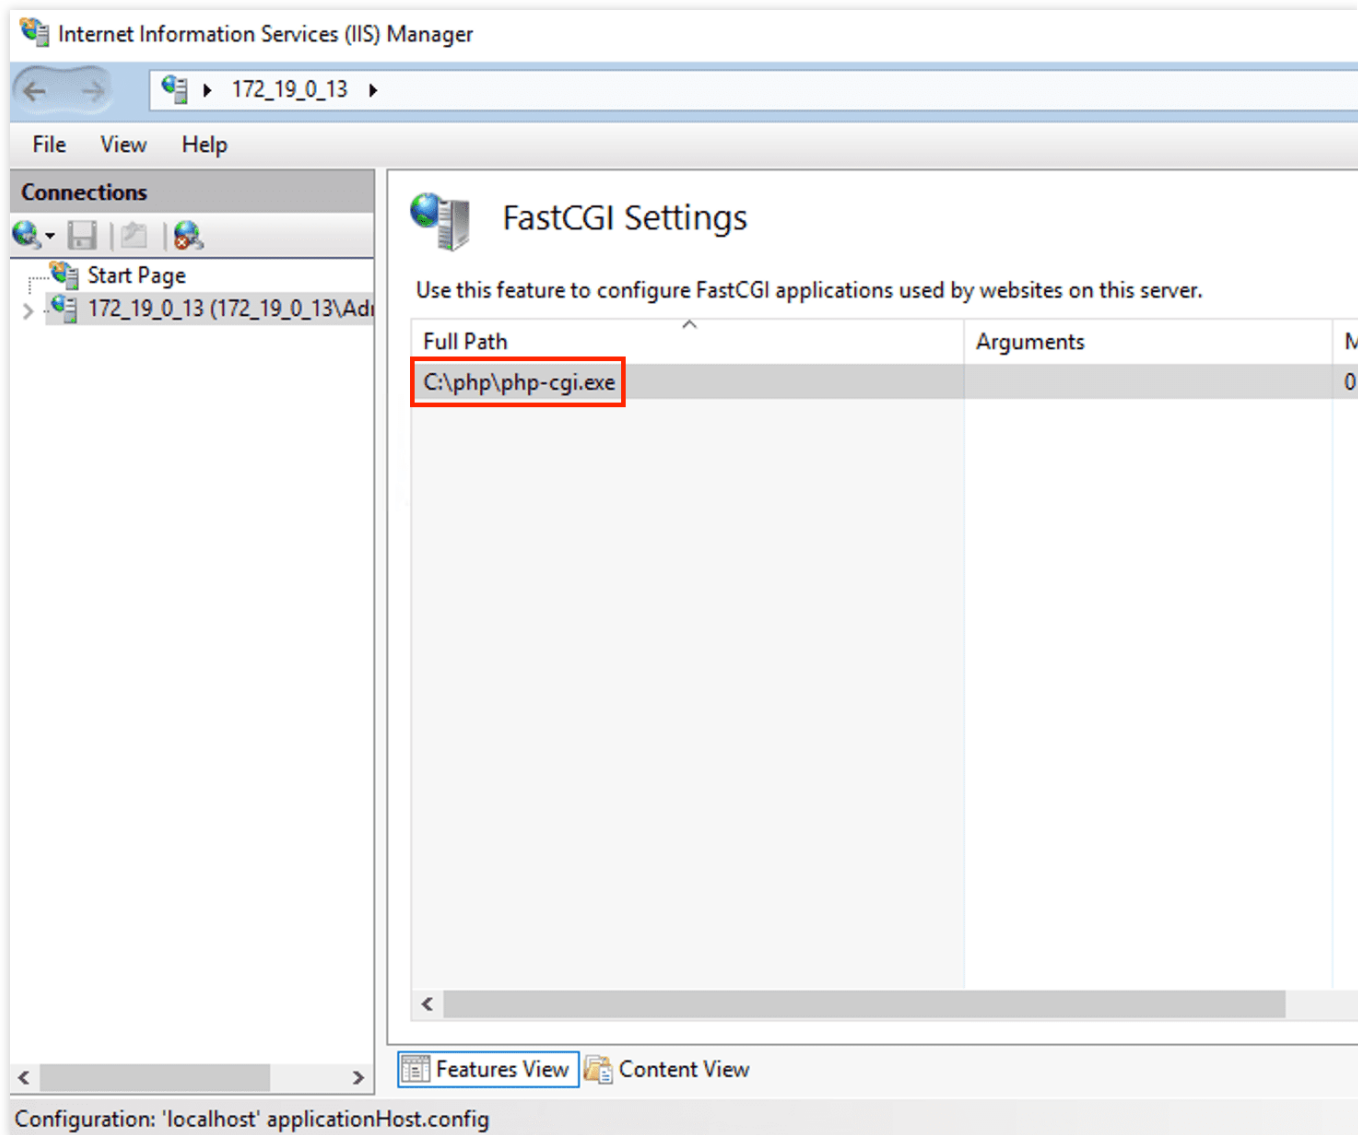 Internet Information Services (IIS) Manager
172_19_0_13
File View Help
Connections
Start Page
172_19_0_13 (172_19_0_13\Adı
FastCGI Settings
Use this feature to configure FastCGI applications used by websites on this server.
Full Path Arguments M
C:\php\php-cgi.exe 0
Features View Content View
Configuration: 'localhost' applicationHost.config